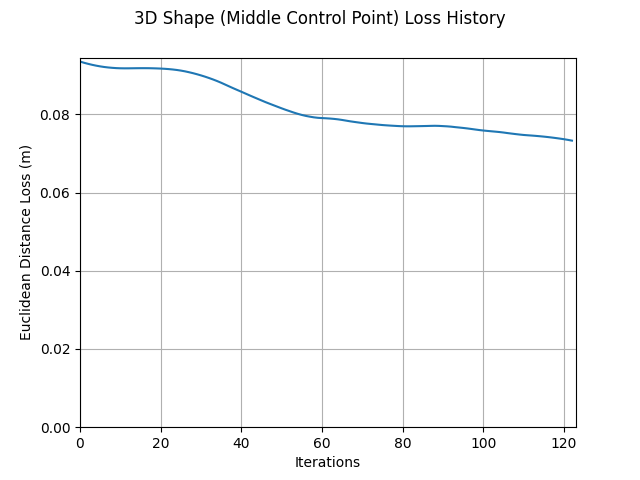 3D Shape (Middle Control Point) Loss History
Euclidean Distance Loss (m)
0.08
0.06
0.04
0.02
0.00
0 20 40 60 80 100 120
Iterations